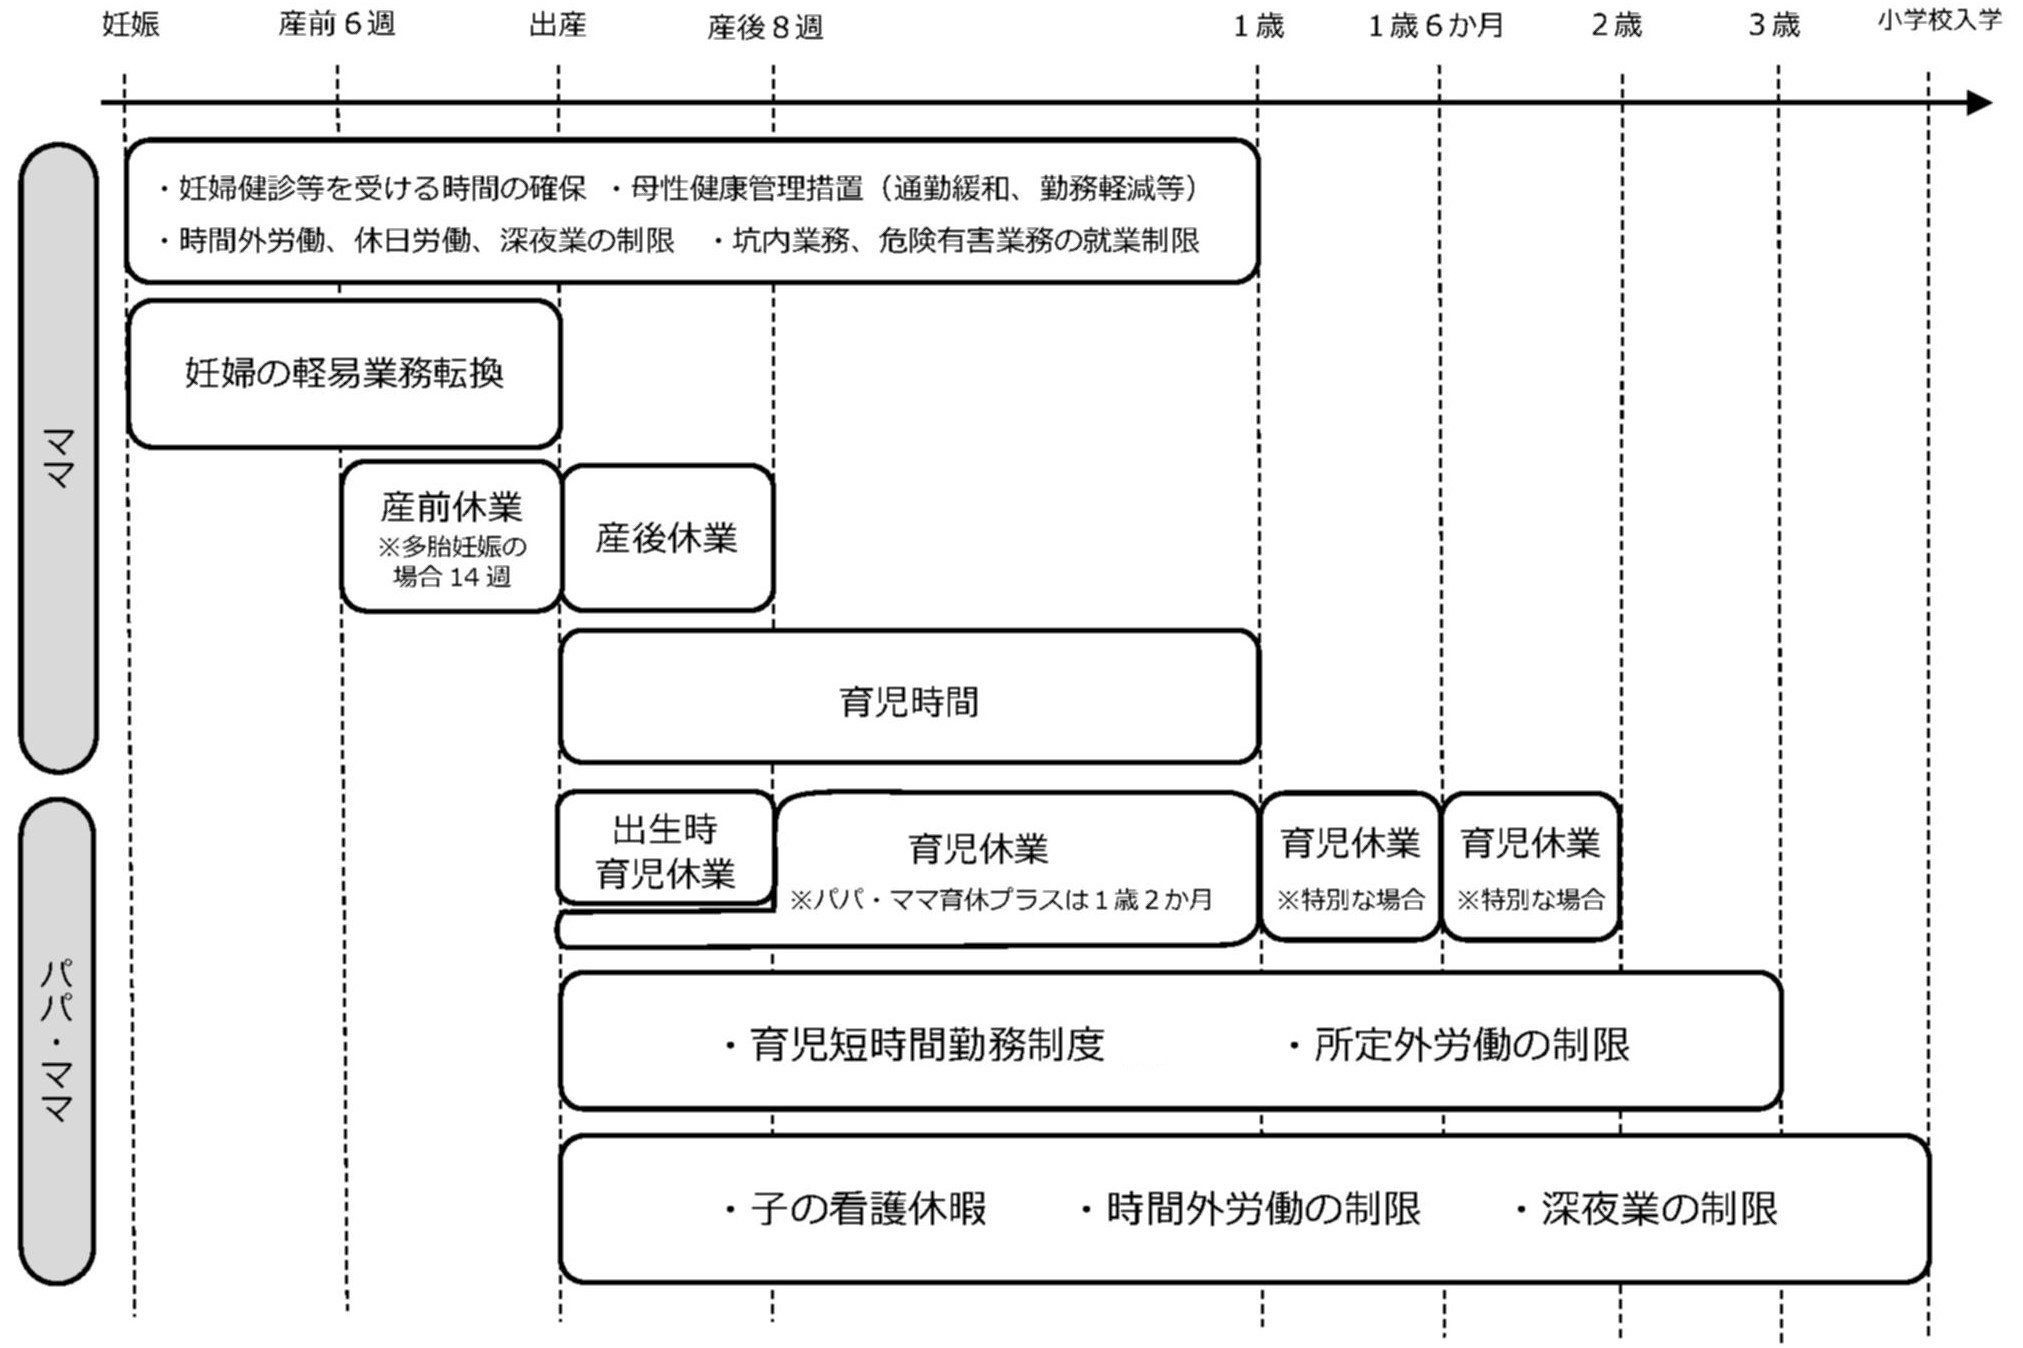 妊娠 産前６週 出産 産後８週 １歳 １歳６か月 ２歳 ３歳 小学校入学
ママ
・妊婦健診等を受ける時間の確保 ・母性健康管理措置（通勤緩和、勤務軽減等）
・時間外労働、休日労働、深夜業の制限 ・坑内業務、危険有害業務の就業制限
妊婦の軽易業務転換
産前休業
※多胎妊娠の
場合 14 週
産後休業
育児時間
パパ・ママ
出生時
育児休業
育児休業
※パパ・ママ育休プラスは１歳２か月
育児休業
※特別な場合
育児休業
※特別な場合
・育児短時間勤務制度 ・所定外労働の制限
・子の看護休暇 ・時間外労働の制限 ・深夜業の制限